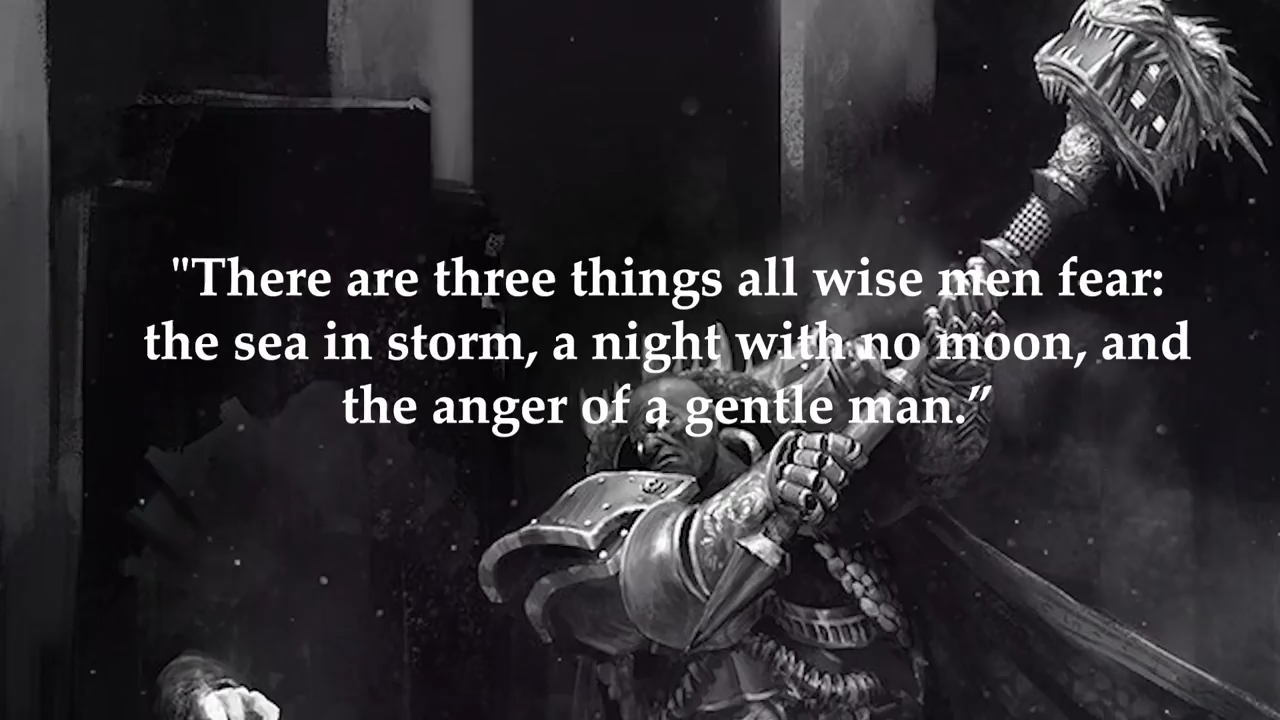 "There are three things all wise men fear:
the sea in storm, a night with no moon, and
the anger of a gentle man.”